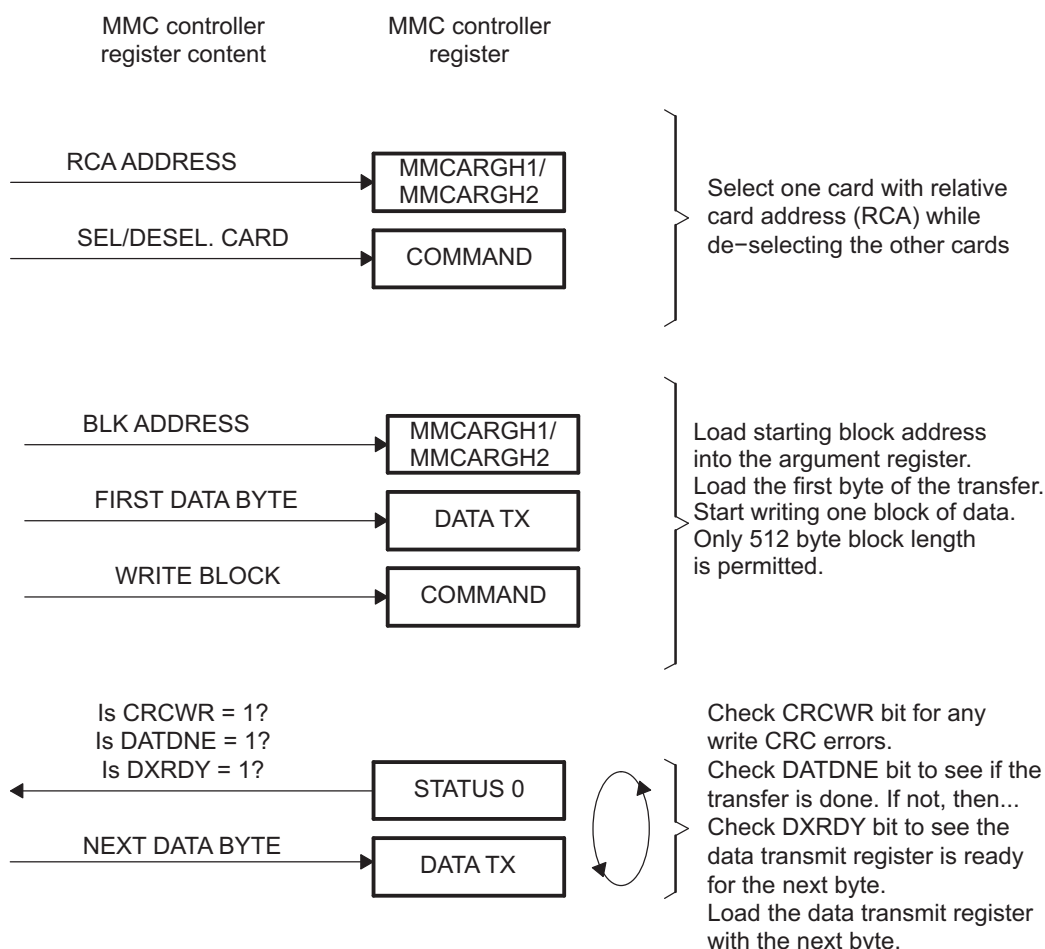 MMC controller
register content
MMC controller
register
RCA ADDRESS
MMCARGH1/
MMCARGH2
SEL/DESEL. CARD
COMMAND
Select one card with relative
card address (RCA) while
de−selecting the other cards
BLK ADDRESS
MMCARGH1/
MMCARGH2
FIRST DATA BYTE
DATA TX
WRITE BLOCK
COMMAND
Load starting block address
into the argument register.
Load the first byte of the transfer.
Start writing one block of data.
Only 512 byte block length
is permitted.
Is CRCWR = 1?
Is DATDNE = 1?
Is DXRDY = 1?
STATUS 0
NEXT DATA BYTE
DATA TX
Check CRCWR bit for any
write CRC errors.
Check DATDNE bit to see if the
transfer is done. If not, then...
Check DXRDY bit to see the
data transmit register is ready
for the next byte.
Load the data transmit register
with the next byte.